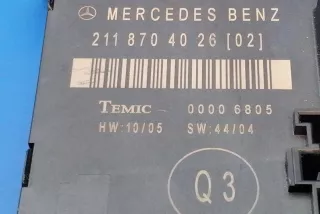 MERCEDES BENZ
211 870 40 26 [02]
TEMIC 0000 6805
HW:10/05 SW:44/04
Q3